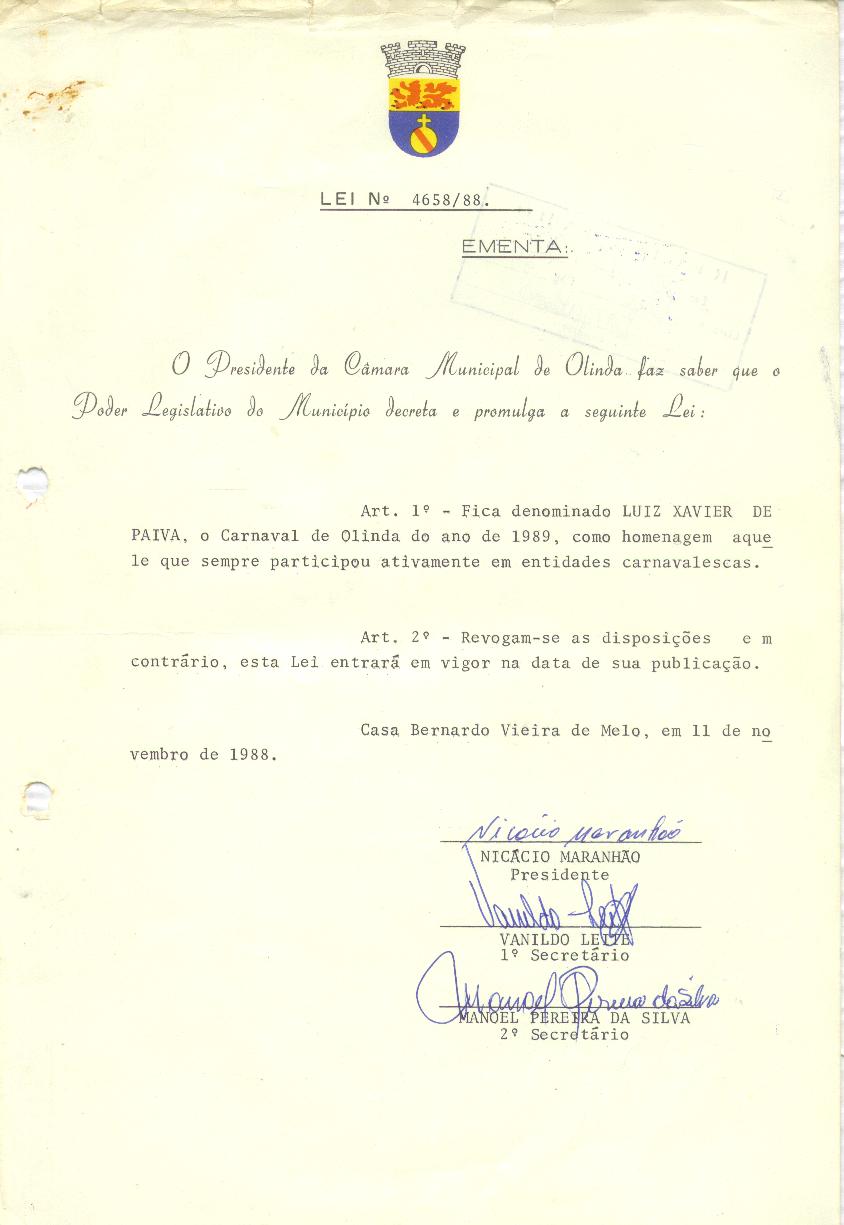 LEI Nº 4658/88.
EMENTA:
O Presidente da Câmara Municipal de Olinda faz saber que o
Poder Legislativo do Município decreta e promulga a seguinte Lei:
Art. 1º - Fica denominado LUIZ XAVIER DE
PAIVA, o Carnaval de Olinda do ano de 1989, como homenagem aque
le que sempre participou ativamente em entidades carnavalescas.
Art. 2º - Revogam-se as disposições e m
contrário, esta Lei entrará em vigor na data de sua publicação.
Casa Bernardo Vieira de Melo, em 11 de no
vembro de 1988.
Nicácio Maranhão
NICÁCIO MARANHÃO
Presidente
Vanildo Leite
VANILDO LEITE
1º Secretário
Manoel Pereira da Silva
MANOEL PEREIRA DA SILVA
2º Secretário